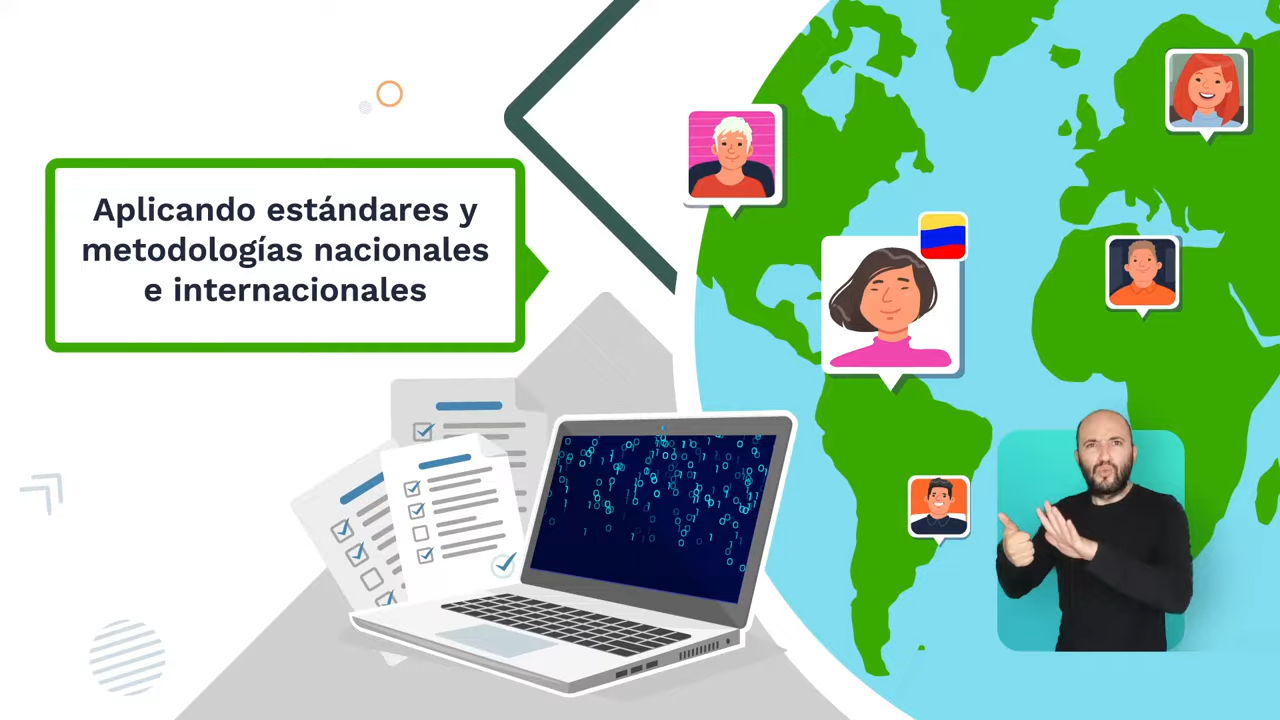 Aplicando estándares y
metodologías nacionales
e internacionales